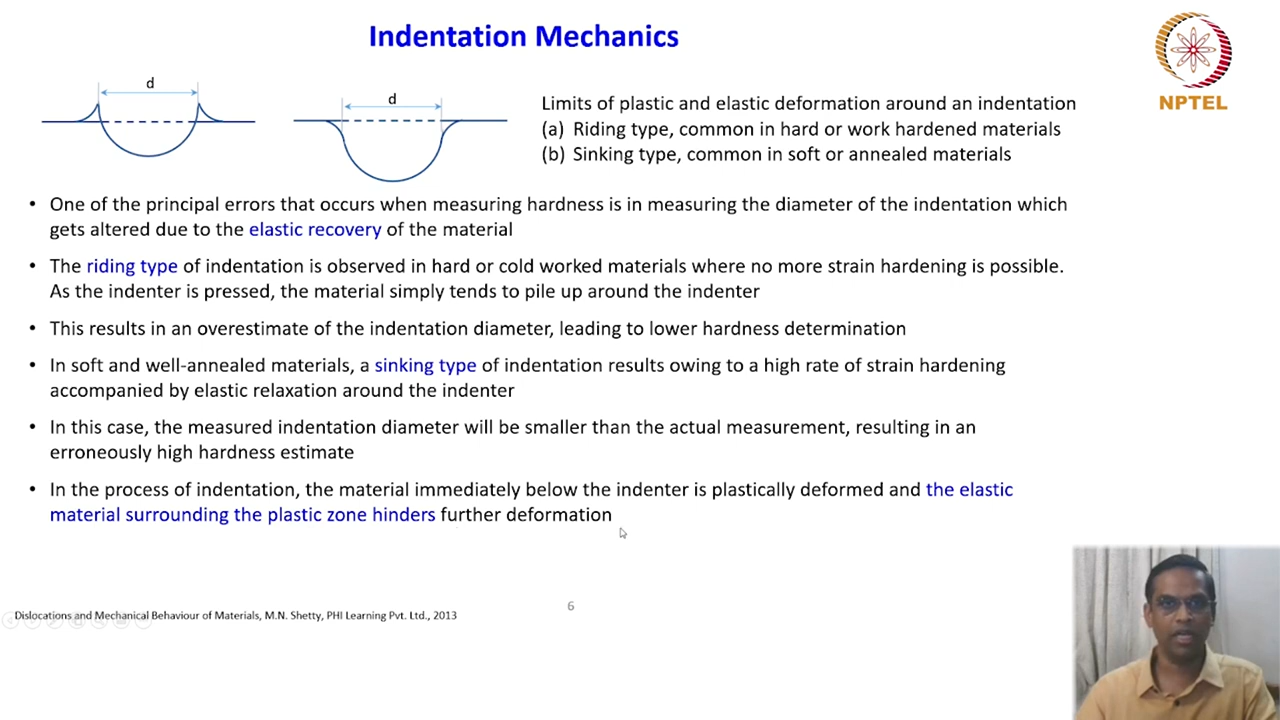 Indentation Mechanics
NPTEL
d
d
Limits of plastic and elastic deformation around an indentation
(a) Riding type, common in hard or work hardened materials
(b) Sinking type, common in soft or annealed materials
• One of the principal errors that occurs when measuring hardness is in measuring the diameter of the indentation which
gets altered due to the elastic recovery of the material
• The riding type of indentation is observed in hard or cold worked materials where no more strain hardening is possible.
As the indenter is pressed, the material simply tends to pile up around the indenter
• This results in an overestimate of the indentation diameter, leading to lower hardness determination
• In soft and well-annealed materials, a sinking type of indentation results owing to a high rate of strain hardening
accompanied by elastic relaxation around the indenter
• In this case, the measured indentation diameter will be smaller than the actual measurement, resulting in an
erroneously high hardness estimate
• In the process of indentation, the material immediately below the indenter is plastically deformed and the elastic
material surrounding the plastic zone hinders further deformation
6
Dislocations and Mechanical Behaviour of Materials, M.N. Shetty, PHI Learning Pvt. Ltd., 2013